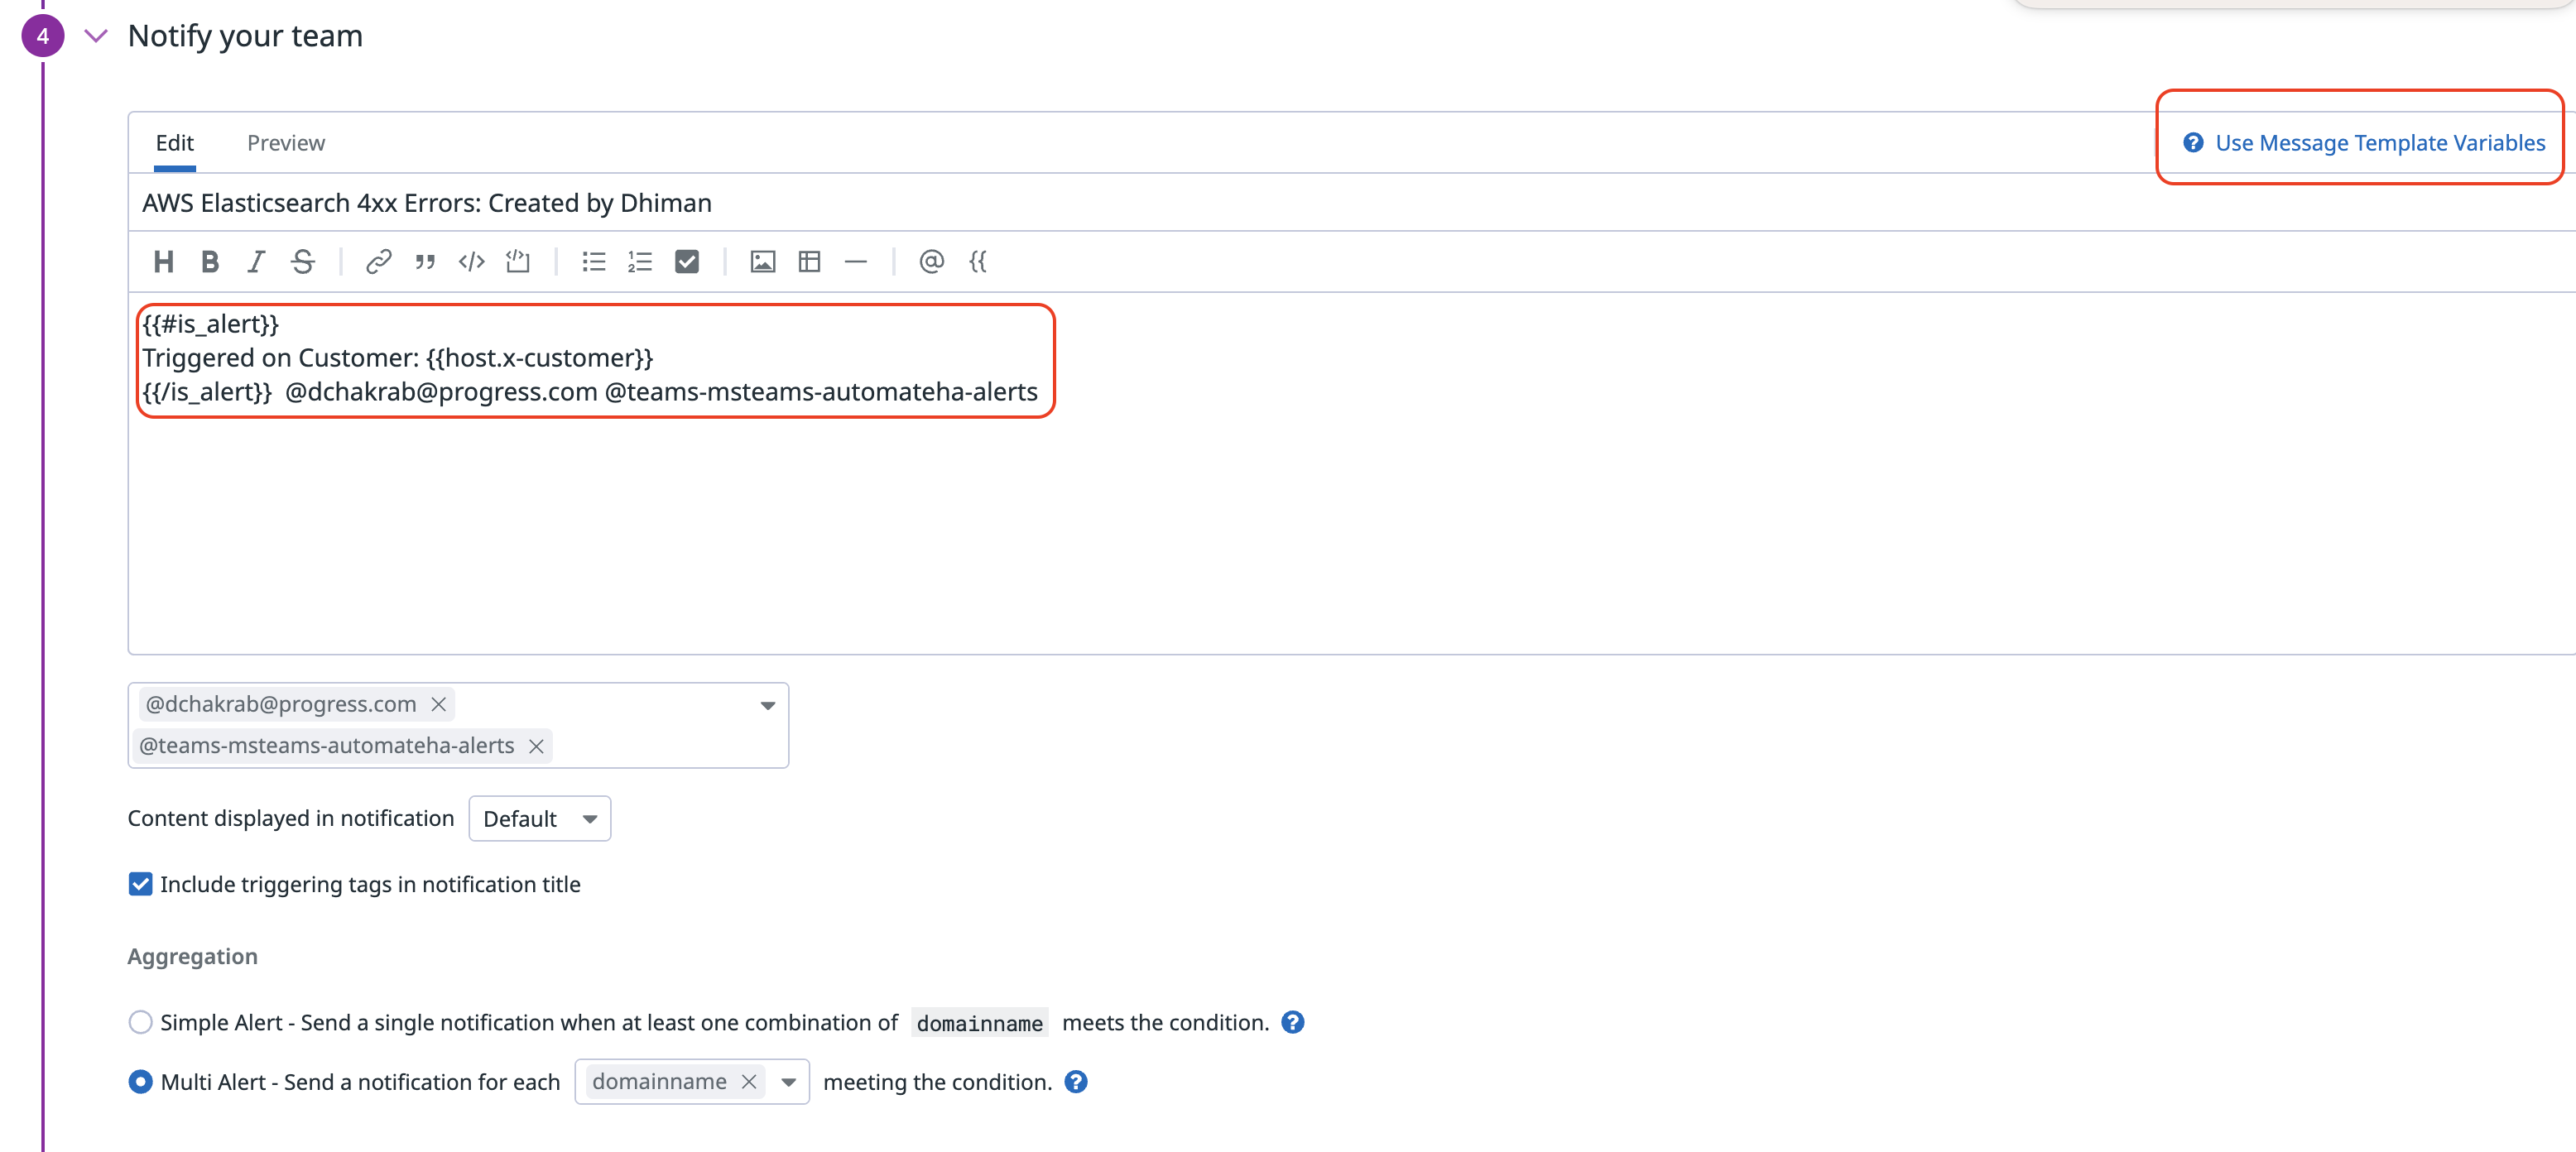 4 Notify your team
Edit Preview ? Use Message Template Variables
AWS Elasticsearch 4xx Errors: Created by Dhiman
H B I S @ {{
{{#is_alert}}
Triggered on Customer: {{host.x-customer}}
{{/is_alert}} @dchakrab@progress.com @teams-msteams-automateha-alerts
@dchakrab@progress.com
@teams-msteams-automateha-alerts
Content displayed in notification Default
Include triggering tags in notification title
Aggregation
Simple Alert - Send a single notification when at least one combination of domainname meets the condition. ?
Multi Alert - Send a notification for each domainname meeting the condition. ?